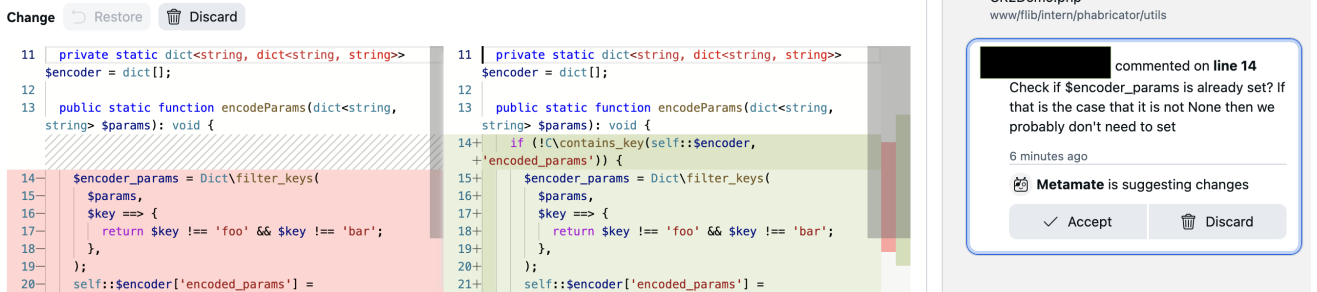 Change Restore Discard
11 private static dict<string, dict<string, string>>
$encoder = dict[];
12
13 public static function encodeParams(dict<string,
string> $params): void {
14- $encoder_params = Dict\filter_keys(
15- $params,
16- $key ==> {
17- return $key !== 'foo' && $key !== 'bar';
18- },
19- );
20- self::$encoder['encoded_params'] =
11 private static dict<string, dict<string, string>>
$encoder = dict[];
12
13 public static function encodeParams(dict<string,
string> $params): void {
14+ if (!C\contains_key(self::$encoder,
+'encoded_params')) {
15+ $encoder_params = Dict\filter_keys(
16+ $params,
17+ $key ==> {
18+ return $key !== 'foo' && $key !== 'bar';
19+ },
20+ );
21+ self::$encoder['encoded_params'] =
www/flib/intern/phabricator/utils
commented on line 14
Check if $encoder_params is already set? If
that is the case that it is not None then we
probably don't need to set
6 minutes ago
Metamate is suggesting changes
Accept Discard